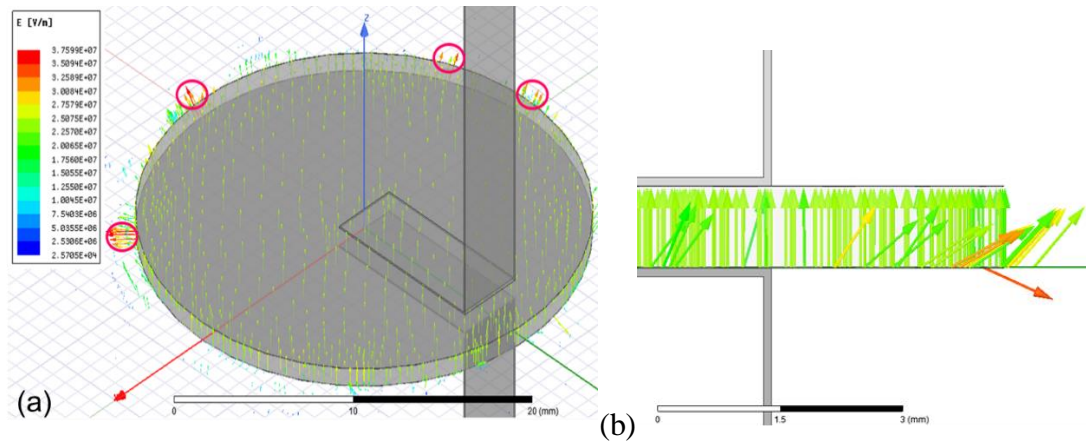 E [V/m]
3.7599E+07
3.5094E+07
3.2589E+07
3.0084E+07
2.7579E+07
2.5075E+07
2.2570E+07
2.0065E+07
1.7560E+07
1.5055E+07
1.2550E+07
1.0045E+07
7.5403E+06
5.0355E+06
2.5306E+06
2.5705E+04
Z
X
(a)
0
10
20 (mm)
(b)
0
1.5
3 (mm)